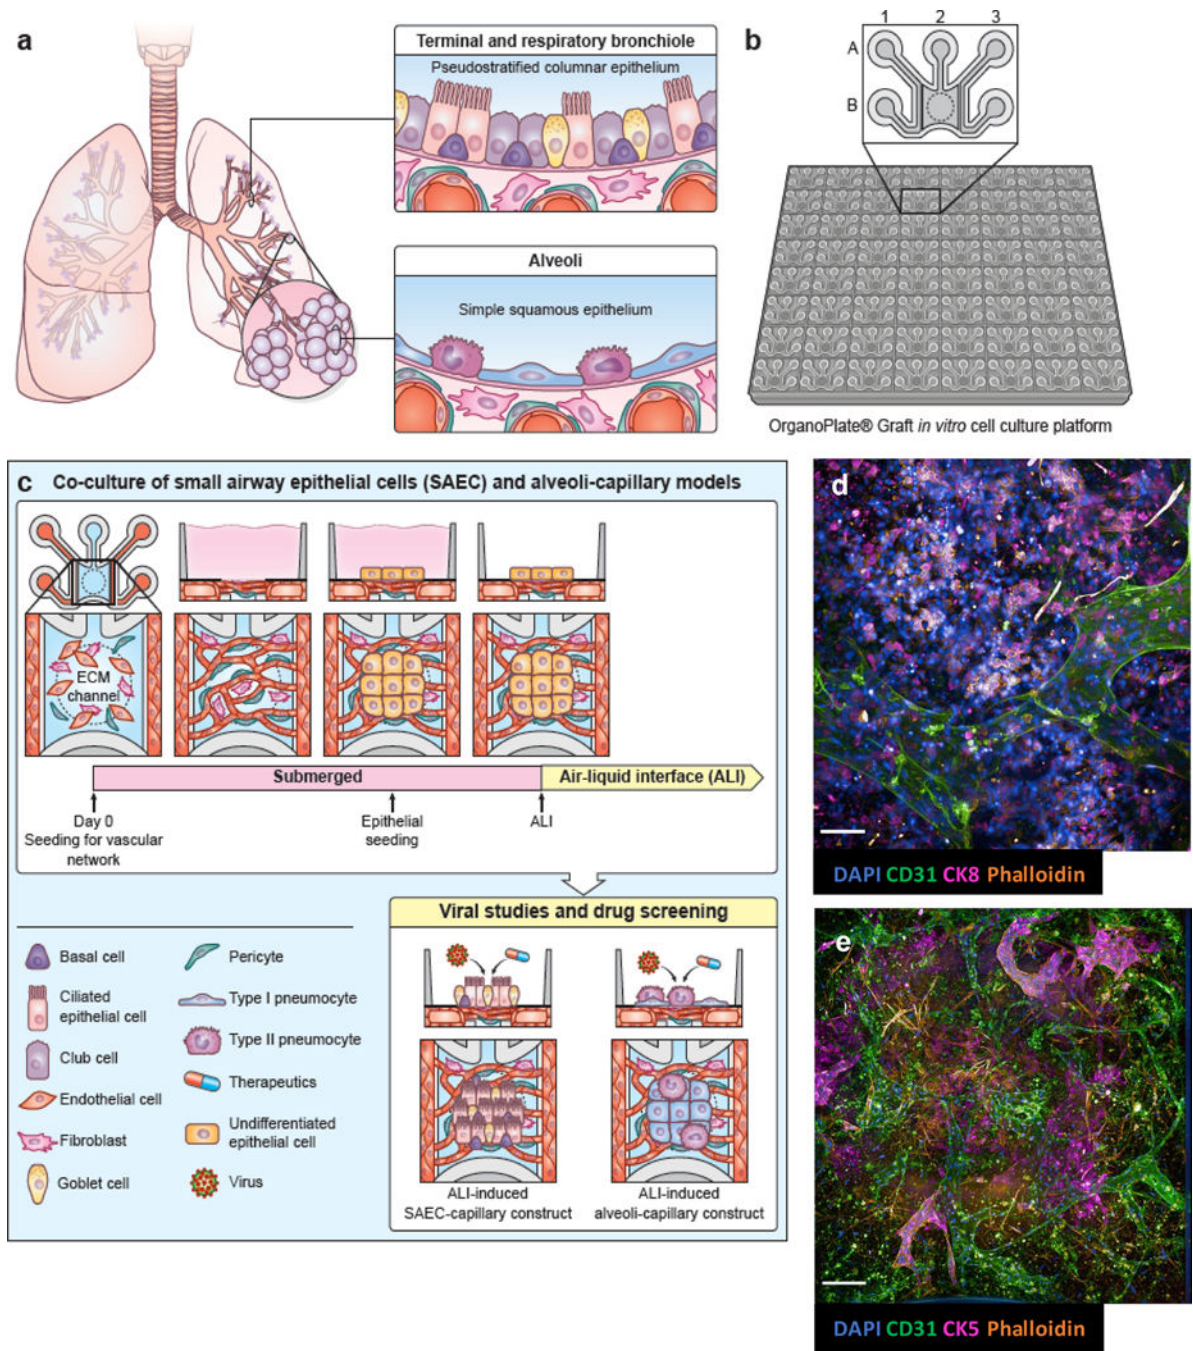 a
Terminal and respiratory bronchiole
Pseudostratified columnar epithelium
Alveoli
Simple squamous epithelium
b
1 2 3
A
B
OrganoPlate® Graft in vitro cell culture platform
c Co-culture of small airway epithelial cells (SAEC) and alveoli-capillary models
ECM
channel
Submerged
Air-liquid interface (ALI)
Day 0
Seeding for vascular
network
Epithelial
seeding
ALI
Viral studies and drug screening
ALI-induced
SAEC-capillary construct
ALI-induced
alveoli-capillary construct
Basal cell
Ciliated
epithelial cell
Club cell
Endothelial cell
Fibroblast
Goblet cell
Pericyte
Type I pneumocyte
Type II pneumocyte
Therapeutics
Undifferentiated
epithelial cell
Virus
d
DAPI CD31 CK8 Phalloidin
e
DAPI CD31 CK5 Phalloidin